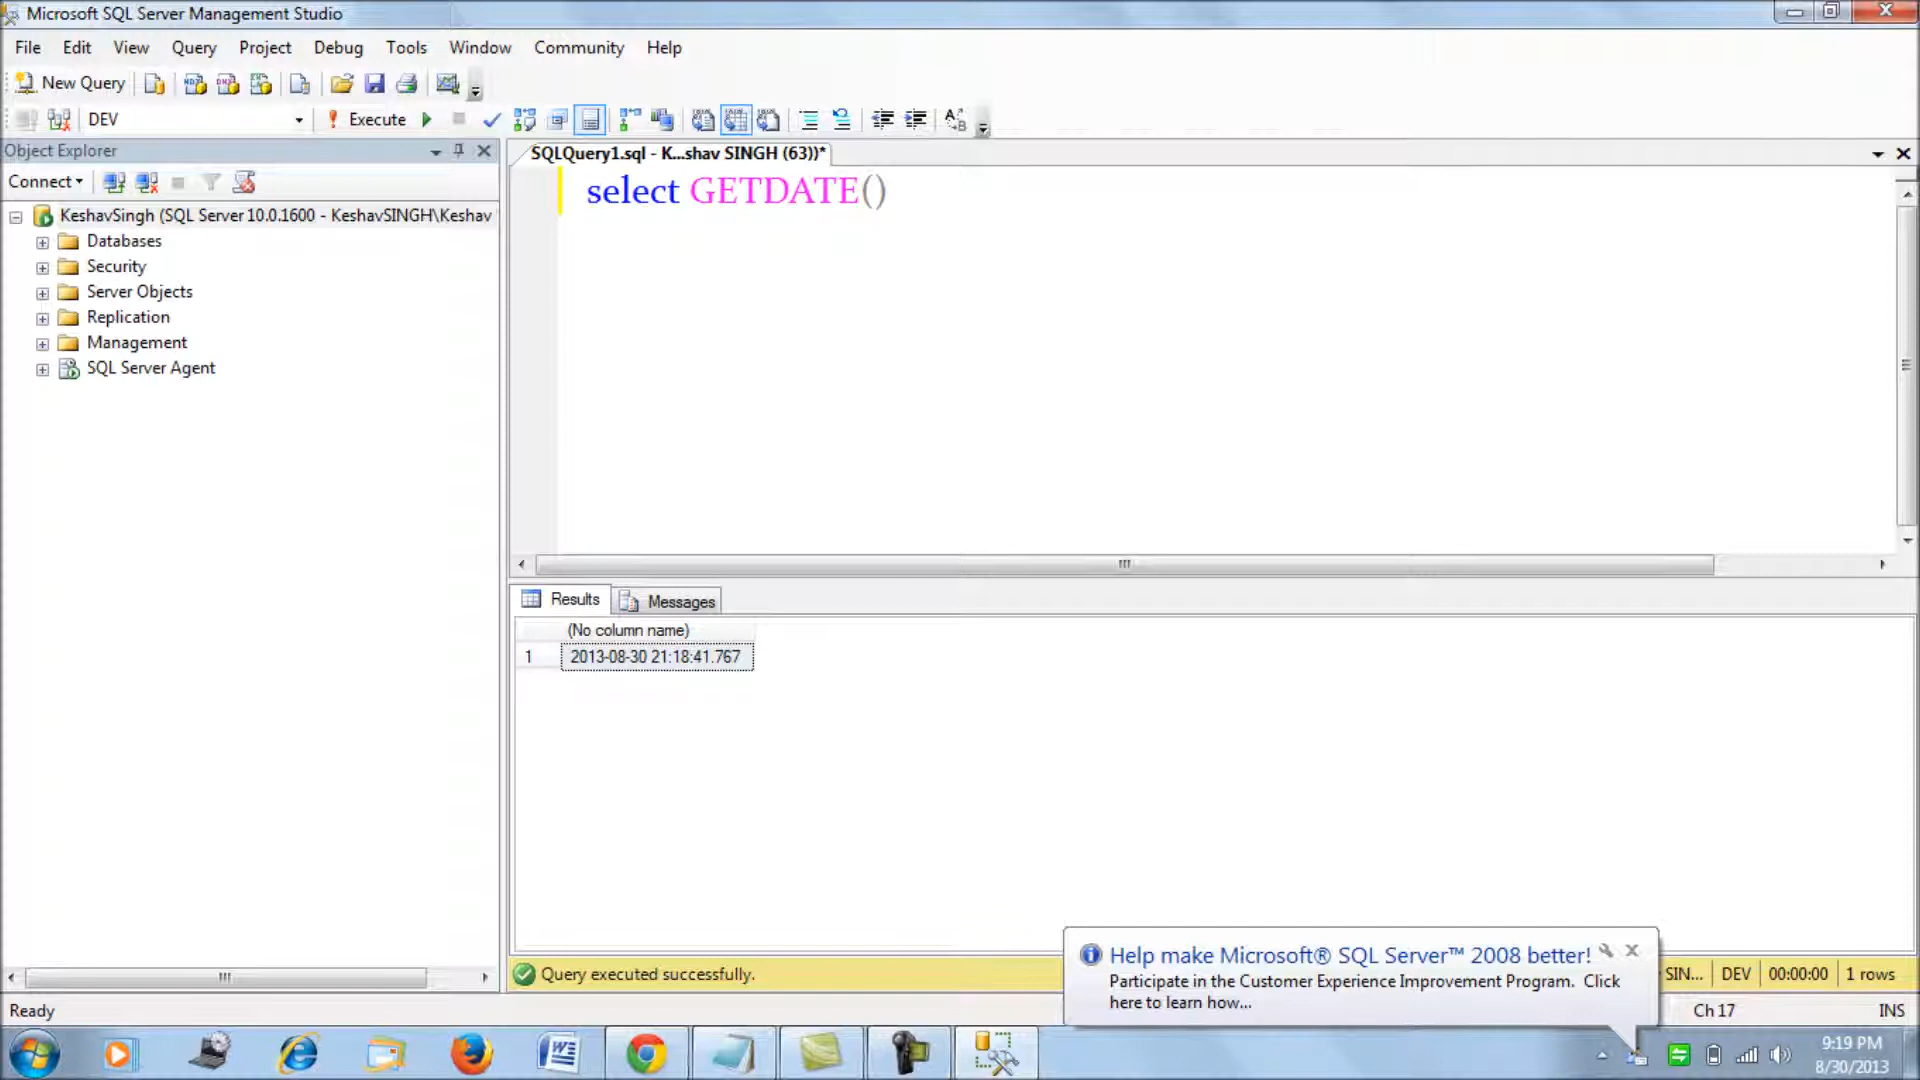 Microsoft SQL Server Management Studio
File Edit View Query Project Debug Tools Window Community Help
New Query
DEV Execute
Object Explorer
Connect
KeshavSingh (SQL Server 10.0.1600 - KeshavSINGH\Keshav
Databases
Security
Server Objects
Replication
Management
SQL Server Agent
SQLQuery1.sql - K...shav SINGH (63))*
select GETDATE()
Results Messages
(No column name)
1 2013-08-30 21:18:41.767
Query executed successfully.
SIN... DEV 00:00:00 1 rows
Help make Microsoft® SQL Server™ 2008 better!
Participate in the Customer Experience Improvement Program. Click
here to learn how...
Ready Ch 17 INS
9:19 PM
8/30/2013